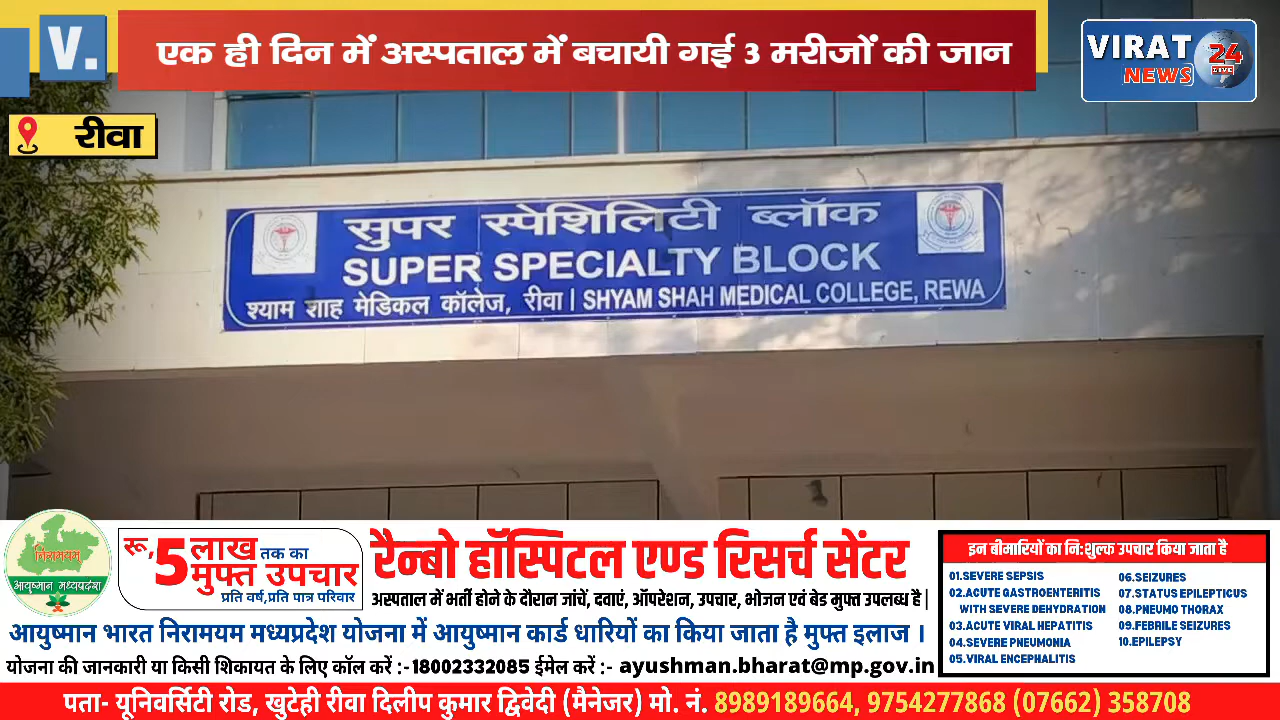 V.
एक ही दिन में अस्पताल में बचायी गई 3 मरीजों की जान
VIRAT
NEWS
24
LIVE
रीवा
सुपर स्पेशिलिटी ब्लॉक
SUPER SPECIALTY BLOCK
श्याम शाह मेडिकल कॉलेज, रीवा | SHYAM SHAH MEDICAL COLLEGE, REWA
निरामयम
आयुष्मान मध्यप्रदेश
रू,5 लाख तक का
मुफ्त उपचार
प्रति वर्ष,प्रति पात्र परिवार
रैन्बो हॉस्पिटल एण्ड रिसर्च सेंटर
अस्पताल में भर्ती होने के दौरान जांचें, दवाएं, ऑपरेशन, उपचार, भोजन एवं बेड मुफ्त उपलब्ध है |
आयुष्मान भारत निरामयम मध्यप्रदेश योजना में आयुष्मान कार्ड धारियों का किया जाता है मुफ्त इलाज ।
योजना की जानकारी या किसी शिकायत के लिए कॉल करें :-18002332085 ईमेल करें :- ayushman.bharat@mp.gov.in
इन बीमारियों का नि:शुल्क उपचार किया जाता है
01.SEVERE SEPSIS
02.ACUTE GASTROENTERITIS
WITH SEVERE DEHYDRATION
03.ACUTE VIRAL HEPATITIS
04.SEVERE PNEUMONIA
05.VIRAL ENCEPHALITIS
06.SEIZURES
07.STATUS EPILEPTICUS
08.PNEUMO THORAX
09.FEBRILE SEIZURES
10.EPILEPSY
पता- यूनिवर्सिटी रोड, खुटेही रीवा दिलीप कुमार द्विवेदी (मैनेजर) मो. नं. 8989189664, 9754277868 (07662) 358708